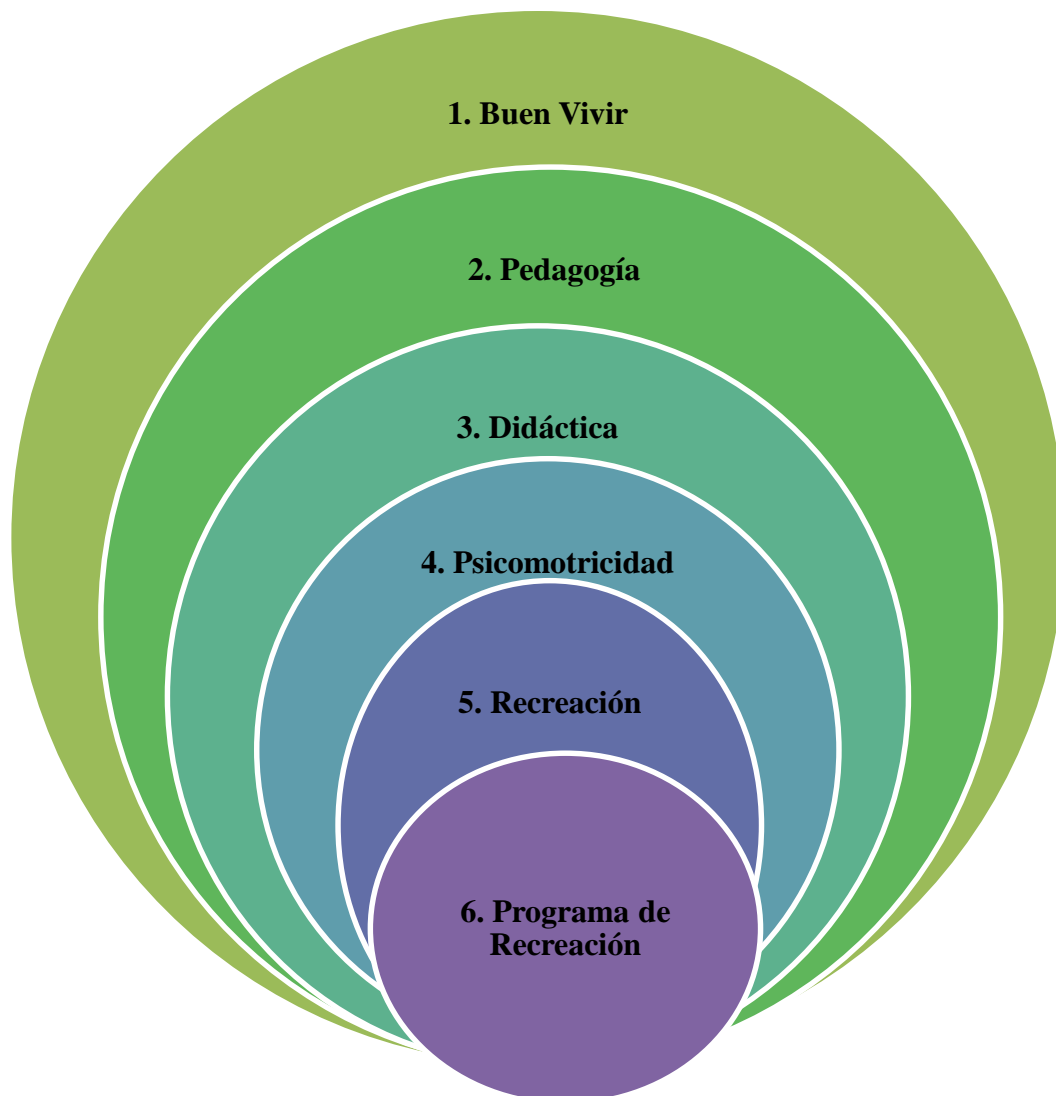 1. Buen Vivir
2. Pedagogía
3. Didáctica
4. Psicomotricidad
5. Recreación
6. Programa de
Recreación